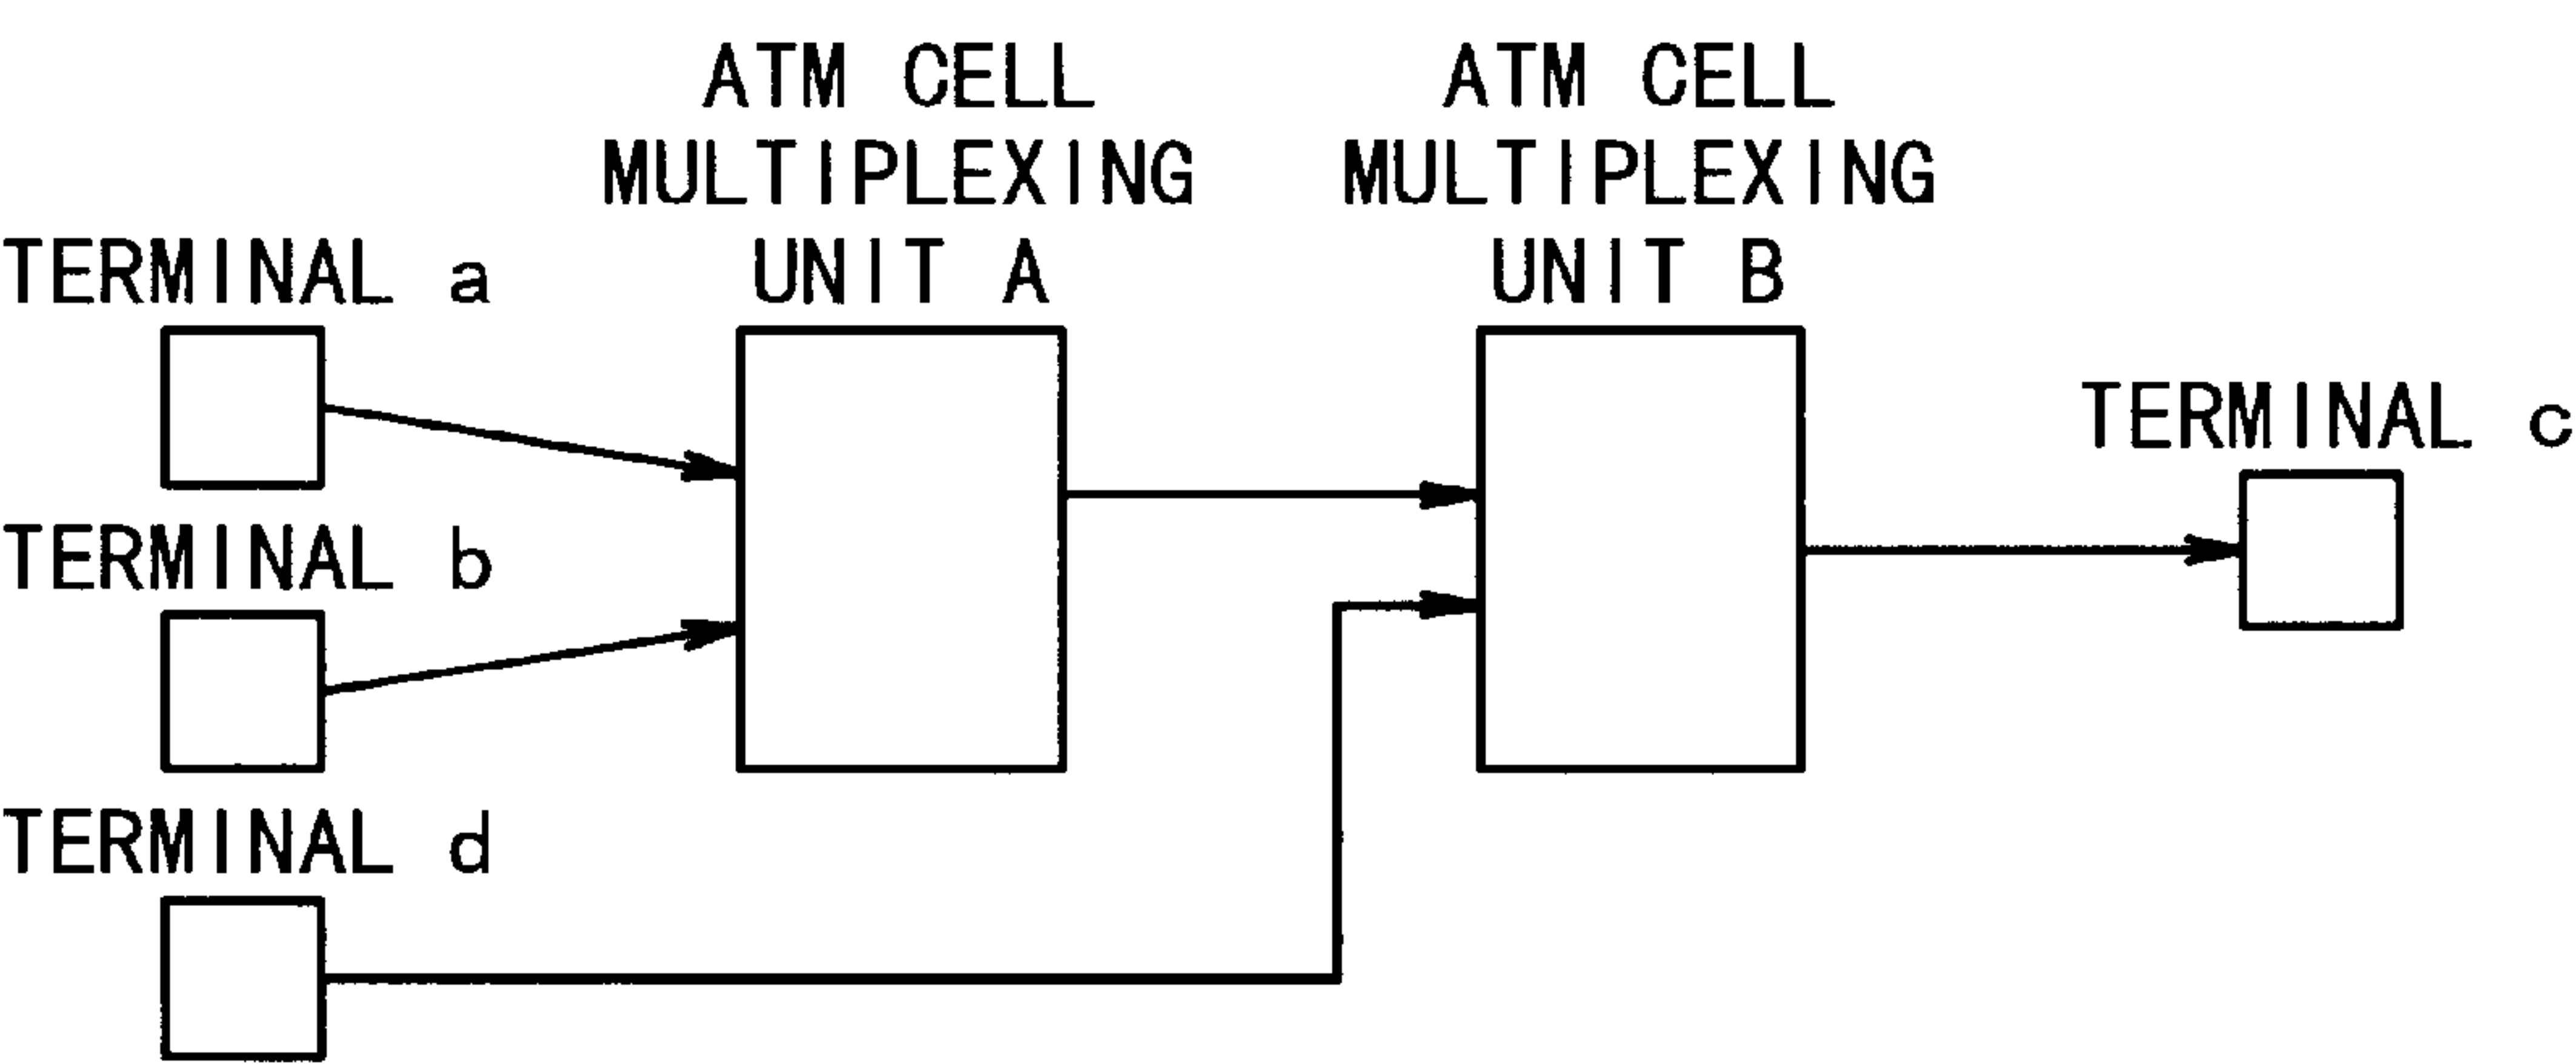 ATM CELL
MULTIPLEXING
UNIT A
ATM CELL
MULTIPLEXING
UNIT B
TERMINAL a
TERMINAL b
TERMINAL d
TERMINAL c